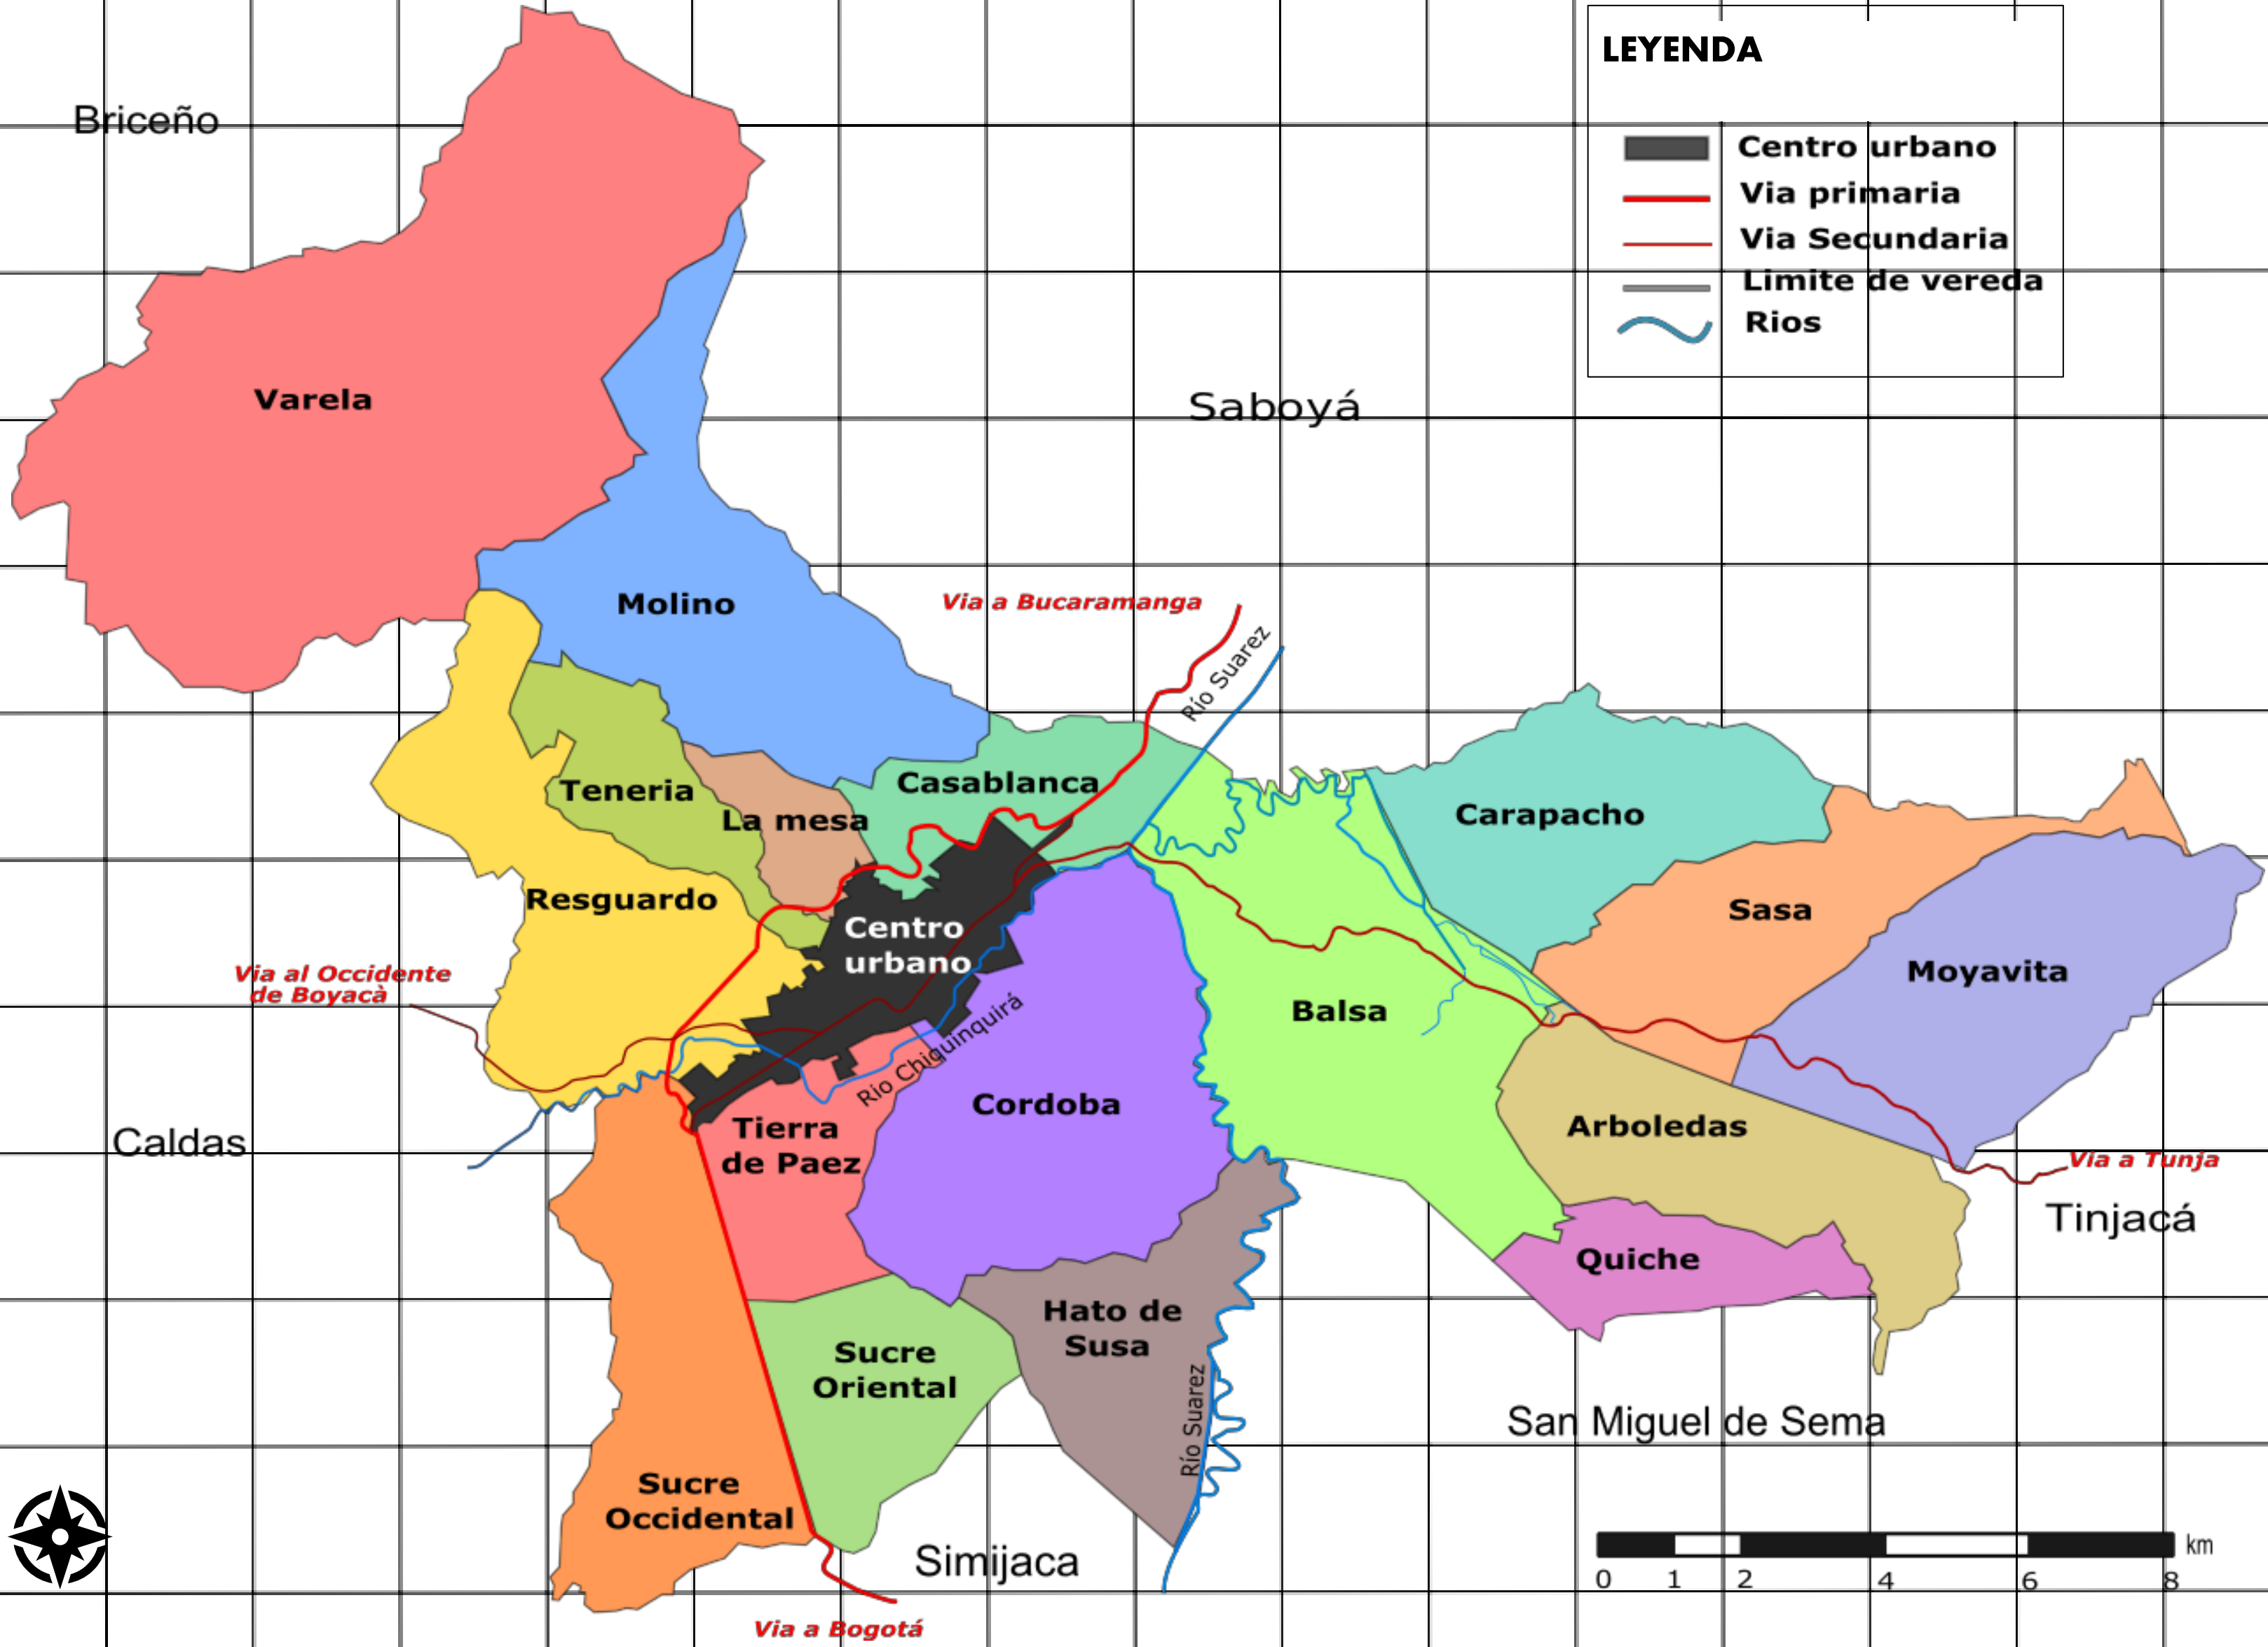 LEYENDA
Centro urbano
Via primaria
Via Secundaria
Limite de vereda
Rios
Briceño
Varela
Saboyá
Molino
Via a Bucaramanga
Río Suarez
Casablanca
Teneria
La mesa
Carapacho
Resguardo
Sasa
Centro
urbano
Moyavita
Via al Occidente
de Boyacà
Balsa
Rio Chiquinquirá
Cordoba
Caldas
Tierra
de Paez
Arboledas
Via a Tunja
Tinjacá
Quiche
Hato de
Susa
Sucre
Oriental
Río Suarez
San Miguel de Sema
Sucre
Occidental
Simijaca
Via a Bogotá
km
0 1 2 4 6 8